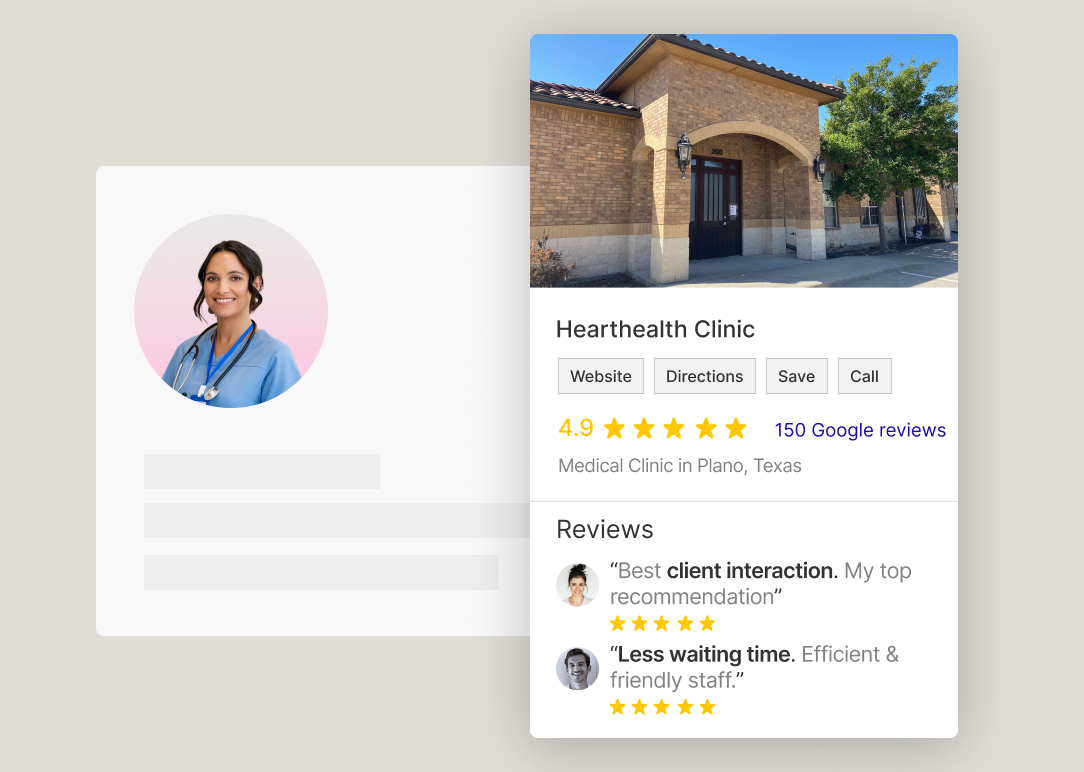 200
Hearthealth Clinic
Website Directions Save Call
4.9 150 Google reviews
Medical Clinic in Plano, Texas
Reviews
“Best client interaction. My top
recommendation”
“Less waiting time. Efficient &
friendly staff.”